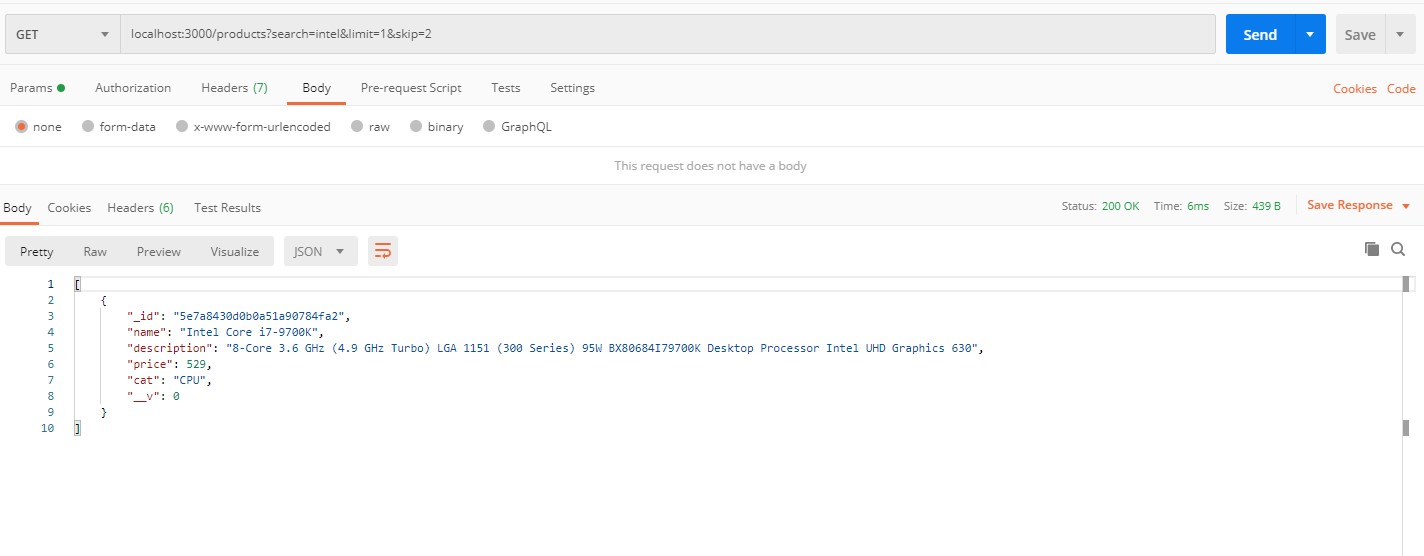 GET localhost:3000/products?search=intel&limit=1&skip=2 Send Save
Params Authorization Headers (7) Body Pre-request Script Tests Settings Cookies Code
none form-data x-www-form-urlencoded raw binary GraphQL
This request does not have a body
Body Cookies Headers (6) Test Results Status: 200 OK Time: 6ms Size: 439 B Save Response
Pretty Raw Preview Visualize JSON
1 [
2 {
3 "_id": "5e7a8430d0b0a51a90784fa2",
4 "name": "Intel Core i7-9700K",
5 "description": "8-Core 3.6 GHz (4.9 GHz Turbo) LGA 1151 (300 Series) 95W BX80684I79700K Desktop Processor Intel UHD Graphics 630",
6 "price": 529,
7 "cat": "CPU",
8 "__v": 0
9 }
10 ]